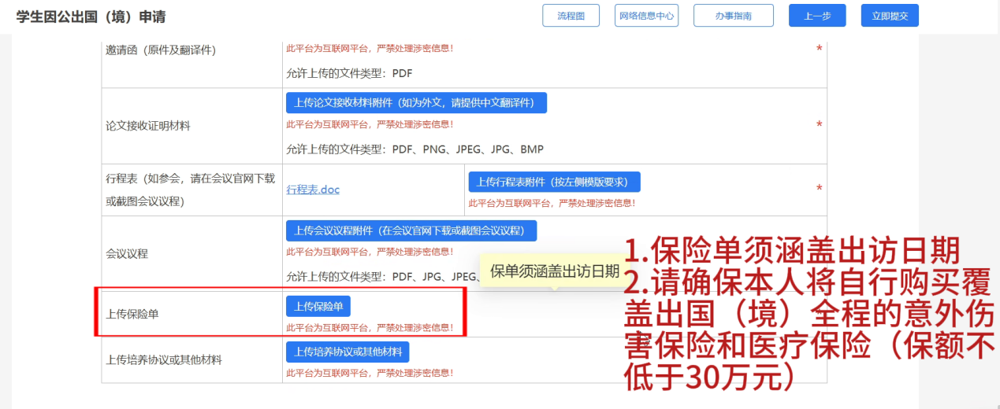 学生因公出国（境）申请
流程图
网络信息中心
办事指南
上一步
立即提交
邀请函（原件及翻译件）
此平台为互联网平台，严禁处理涉密信息！
*
允许上传的文件类型：PDF
论文接收证明材料
上传论文接收材料附件（如为外文，请提供中文翻译件）
此平台为互联网平台，严禁处理涉密信息！
*
允许上传的文件类型：PDF、PNG、JPEG、JPG、BMP
行程表（如参会，请在会议官网下载
或截图会议议程）
行程表.doc
上传行程表附件（按左侧模版要求）
此平台为互联网平台，严禁处理涉密信息！
*
会议议程
上传会议议程附件（在会议官网下载或截图会议议程）
此平台为互联网平台，严禁处理涉密信息！
允许上传的文件类型：PDF、JPG、JPEG、
保单须涵盖出访日期
上传保险单
上传保险单
此平台为互联网平台，严禁处理涉密信息！
上传培养协议或其他材料
上传培养协议或其他材料
此平台为互联网平台，严禁处理涉密信息！
1.保险单须涵盖出访日期
2.请确保本人将自行购买覆
盖出国（境）全程的意外伤
害保险和医疗保险（保额不
低于30万元）